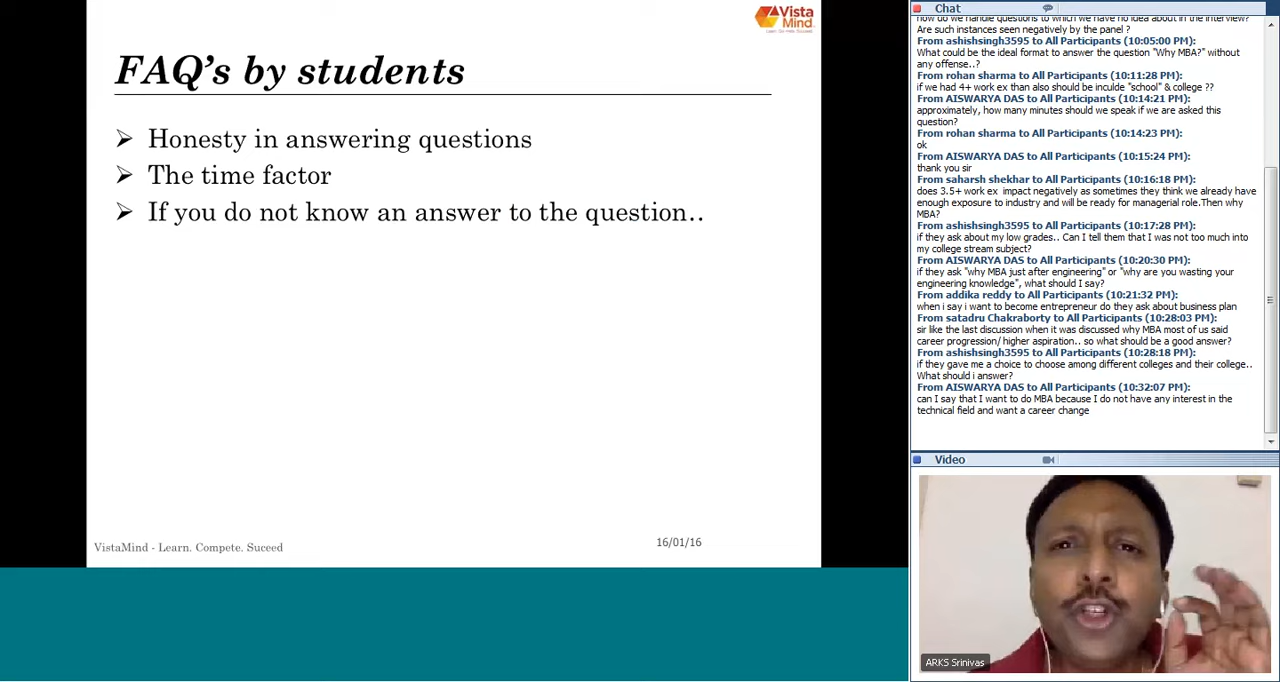 Vista
Mind
FAQ's by students
Honesty in answering questions
The time factor
If you do not know an answer to the question..
VistaMind - Learn. Compete. Suceed
16/01/16
Chat
how do we handle questions to which we have no idea about in the interview?
Are such instances seen negatively by the panel ?
From ashishsingh3595 to All Participants (10:05:00 PM):
What could be the ideal format to answer the question "Why MBA?" without
any offense..?
From rohan sharma to All Participants (10:11:28 PM):
if we had 4+ work ex than also should be inculde "school" & college ??
From AISWARYA DAS to All Participants (10:14:21 PM):
approximately, how many minutes should we speak if we are asked this
question?
From rohan sharma to All Participants (10:14:23 PM):
ok
From AISWARYA DAS to All Participants (10:15:24 PM):
thank you sir
From saharsh shekhar to All Participants (10:16:18 PM):
does 3.5+ work ex impact negatively as sometimes they think we already have
enough exposure to industry and will be ready for managerial role.Then why
MBA?
From ashishsingh3595 to All Participants (10:17:28 PM):
if they ask about my low grades.. Can I tell them that I was not too much into
my college stream subject?
From AISWARYA DAS to All Participants (10:20:30 PM):
if they ask "why MBA just after engineering" or "why are you wasting your
engineering knowledge", what should I say?
From addika reddy to All Participants (10:21:32 PM):
when i say i want to become entrepreneur do they ask about business plan
From satadru Chakraborty to All Participants (10:28:03 PM):
sir like the last discussion when it was discussed why MBA most of us said
career progression/ higher aspiration.. so what should be a good answer?
From ashishsingh3595 to All Participants (10:28:18 PM):
if they gave me a choice to choose among different colleges and their college..
What should i answer?
From AISWARYA DAS to All Participants (10:32:07 PM):
can I say that I want to do MBA because I do not have any interest in the
technical field and want a career change
Video
ARKS Srinivas